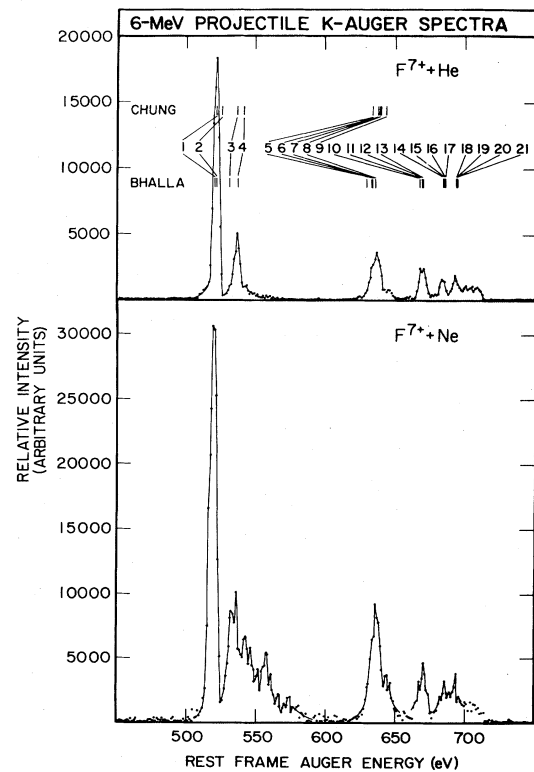 6-MeV PROJECTILE K-AUGER SPECTRA
20000
F7++He
15000
CHUNG
1 2 3 4 5 6 7 8 9 10 11 12 13 14 15 16 17 18 19 20 21
10000
BHALLA
5000
30000
F7++Ne
25000
20000
15000
10000
5000
RELATIVE INTENSITY
(ARBITRARY UNITS)
500 550 600 650 700
REST FRAME AUGER ENERGY (eV)